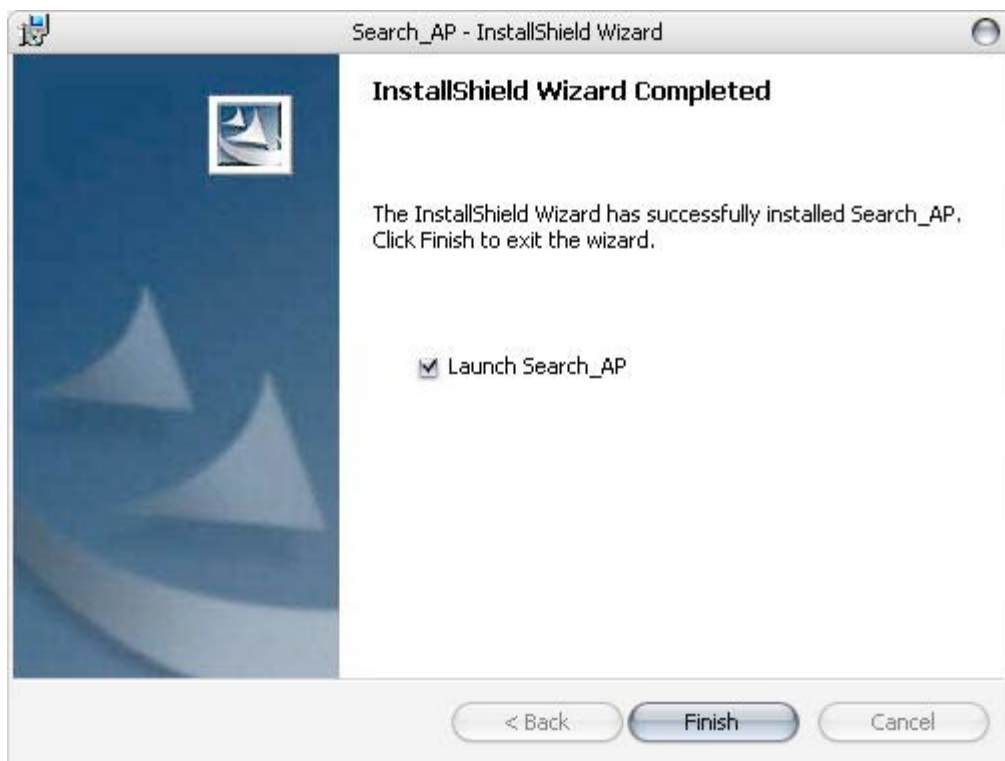 Search_AP - InstallShield Wizard
InstallShield Wizard Completed
The InstallShield Wizard has successfully installed Search_AP.
Click Finish to exit the wizard.
Launch Search_AP
< Back
Finish
Cancel